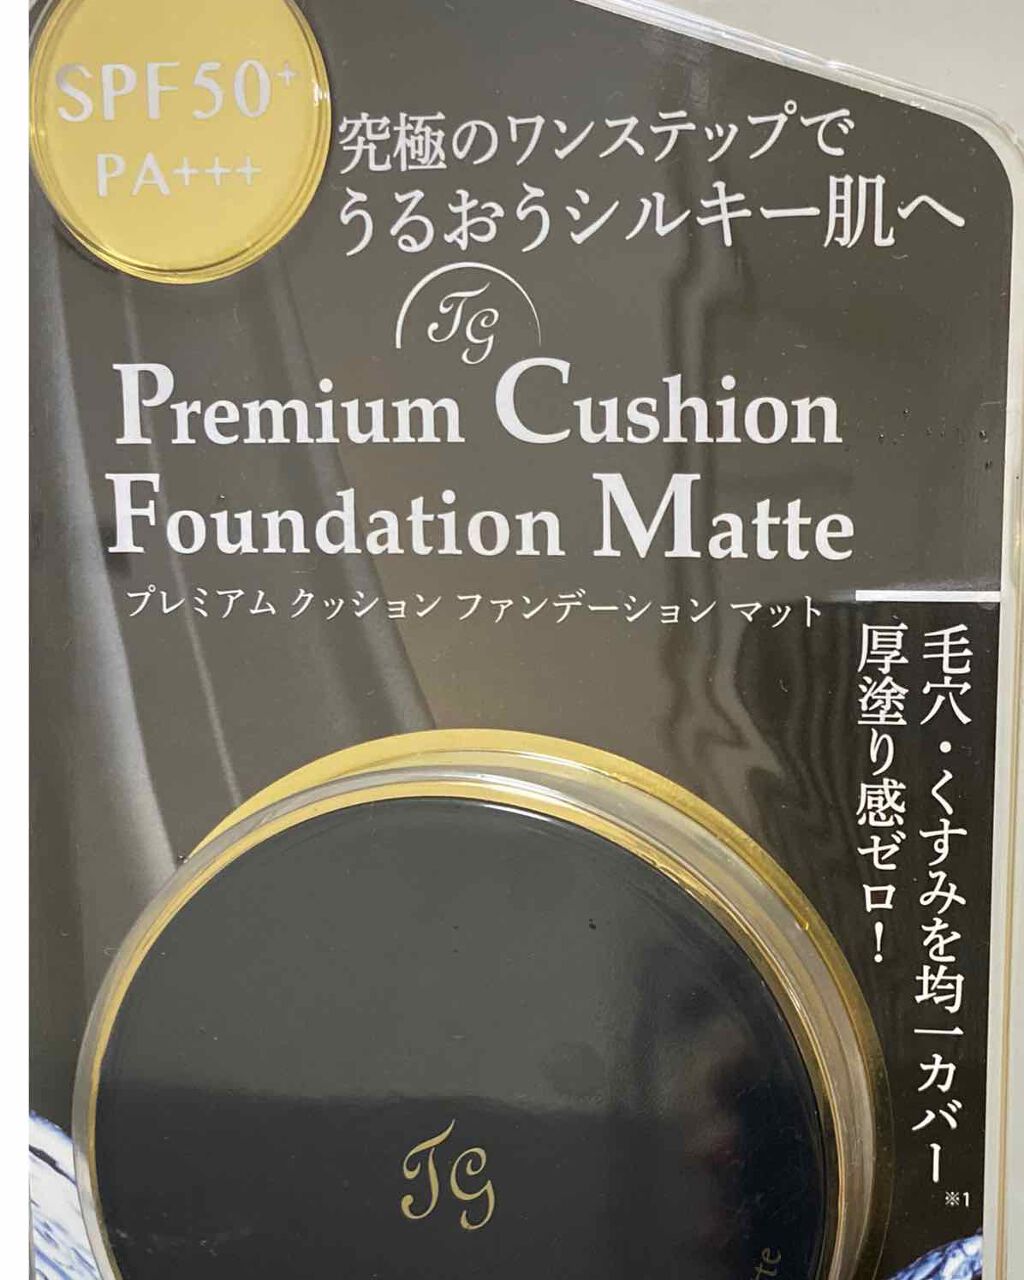 SPF50+
PA+++
究極のワンステップで
うるおうシルキー肌へ
TG
Premium Cushion
Foundation Matte
プレミアム クッション ファンデーション マット
毛穴・くすみを均一カバー※1
厚塗り感ゼロ!
TG